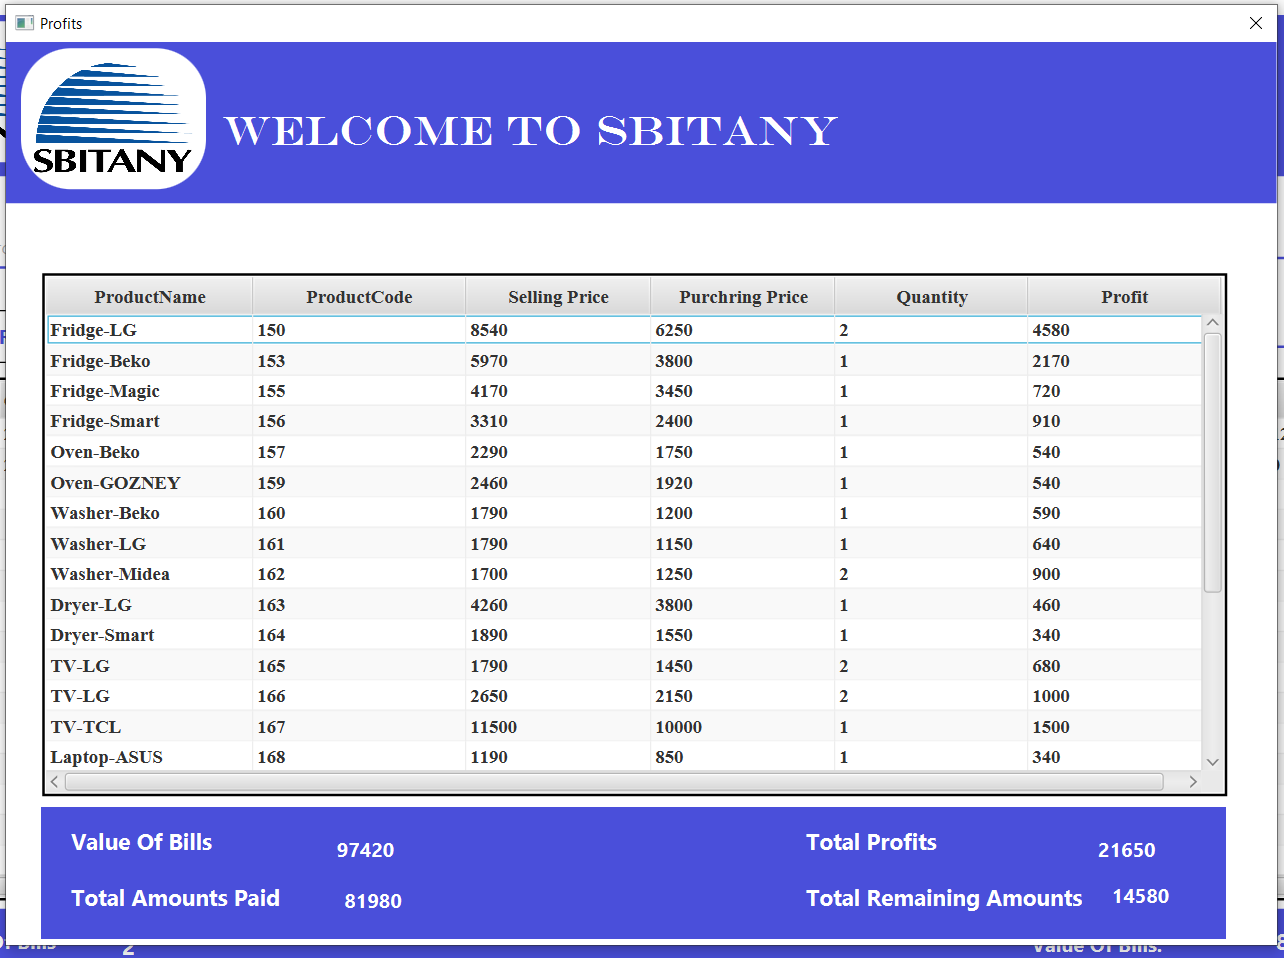 Profits
SBITANY
WELCOME TO SBITANY
ProductName ProductCode Selling Price Purchring Price Quantity Profit
Fridge-LG 150 8540 6250 2 4580
Fridge-Beko 153 5970 3800 1 2170
Fridge-Magic 155 4170 3450 1 720
Fridge-Smart 156 3310 2400 1 910
Oven-Beko 157 2290 1750 1 540
Oven-GOZNEY 159 2460 1920 1 540
Washer-Beko 160 1790 1200 1 590
Washer-LG 161 1790 1150 1 640
Washer-Midea 162 1700 1250 2 900
Dryer-LG 163 4260 3800 1 460
Dryer-Smart 164 1890 1550 1 340
TV-LG 165 1790 1450 2 680
TV-LG 166 2650 2150 2 1000
TV-TCL 167 11500 10000 1 1500
Laptop-ASUS 168 1190 850 1 340
Value Of Bills 97420 Total Profits 21650
Total Amounts Paid 81980 Total Remaining Amounts 14580
Bills 2 Value Of Bills: